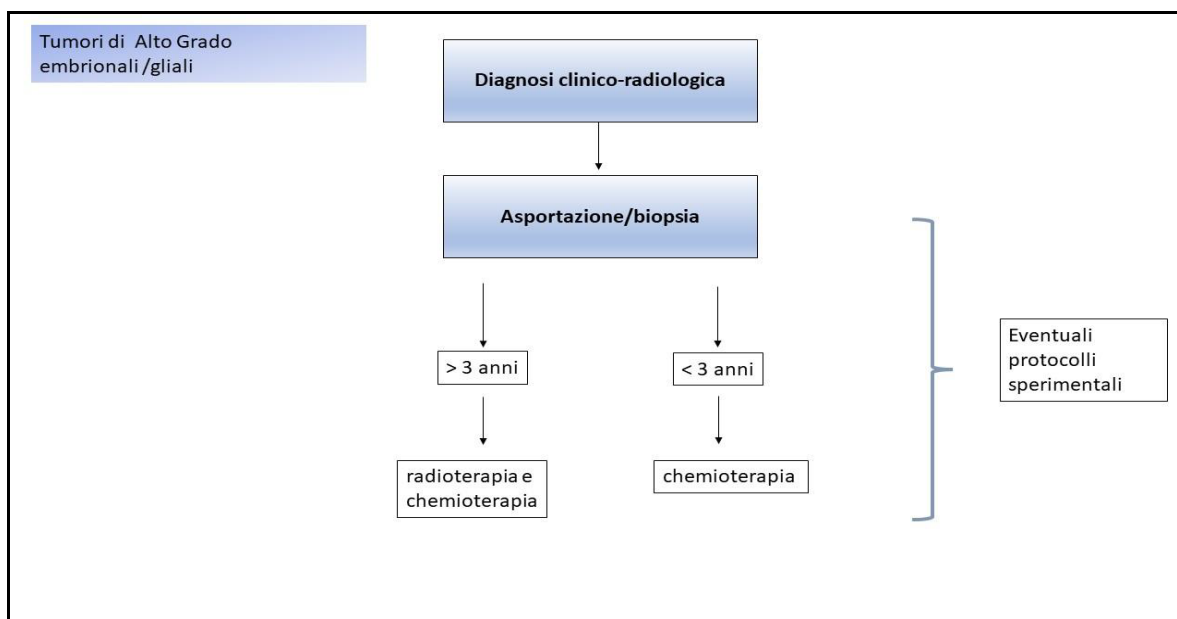 Tumori di Alto Grado
embrionali /gliali
Diagnosi clinico-radiologica
Asportazione/biopsia
> 3 anni
< 3 anni
radioterapia e
chemioterapia
chemioterapia
Eventuali
protocolli
sperimentali